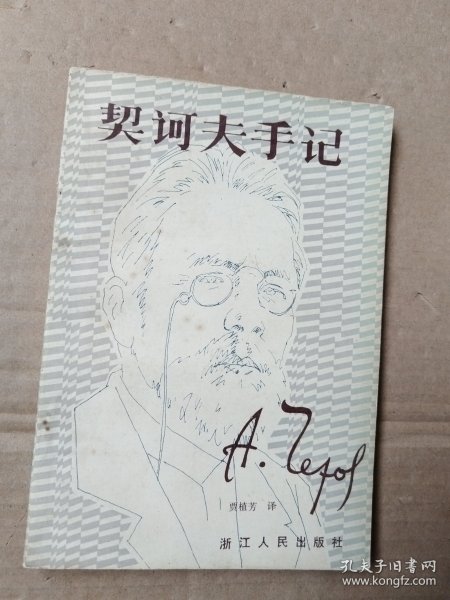 契诃夫手记
А. Чехов
贾植芳 译
浙江人民出版社
孔夫子旧书网
www.kongfz.com